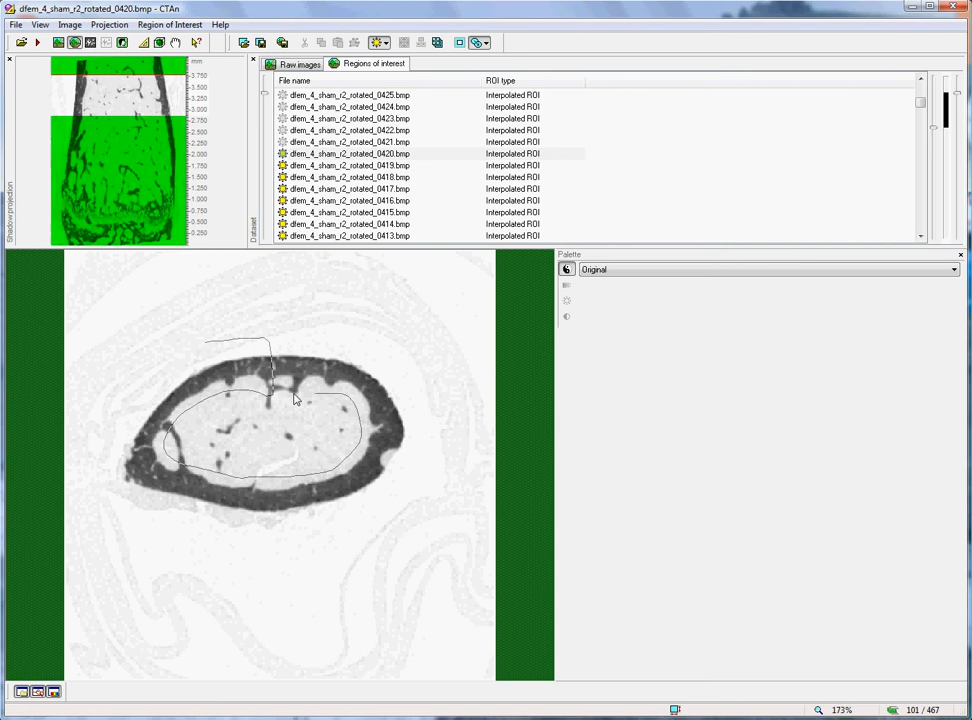 dfem_4_sham_r2_rotated_0420.bmp - CTAn
File View Image Projection Region of Interest Help
mm
3.750
3.500
3.250
3.000
2.750
2.500
2.250
2.000
1.750
1.500
1.250
1.000
0.750
0.500
0.250
Shadow projection
Dataset
Raw images Regions of interest
File name ROI type
dfem_4_sham_r2_rotated_0425.bmp Interpolated ROI
dfem_4_sham_r2_rotated_0424.bmp Interpolated ROI
dfem_4_sham_r2_rotated_0423.bmp Interpolated ROI
dfem_4_sham_r2_rotated_0422.bmp Interpolated ROI
dfem_4_sham_r2_rotated_0421.bmp Interpolated ROI
dfem_4_sham_r2_rotated_0420.bmp Interpolated ROI
dfem_4_sham_r2_rotated_0419.bmp Interpolated ROI
dfem_4_sham_r2_rotated_0418.bmp Interpolated ROI
dfem_4_sham_r2_rotated_0417.bmp Interpolated ROI
dfem_4_sham_r2_rotated_0416.bmp Interpolated ROI
dfem_4_sham_r2_rotated_0415.bmp Interpolated ROI
dfem_4_sham_r2_rotated_0414.bmp Interpolated ROI
dfem_4_sham_r2_rotated_0413.bmp Interpolated ROI
Palette
Original
173% 101 / 467